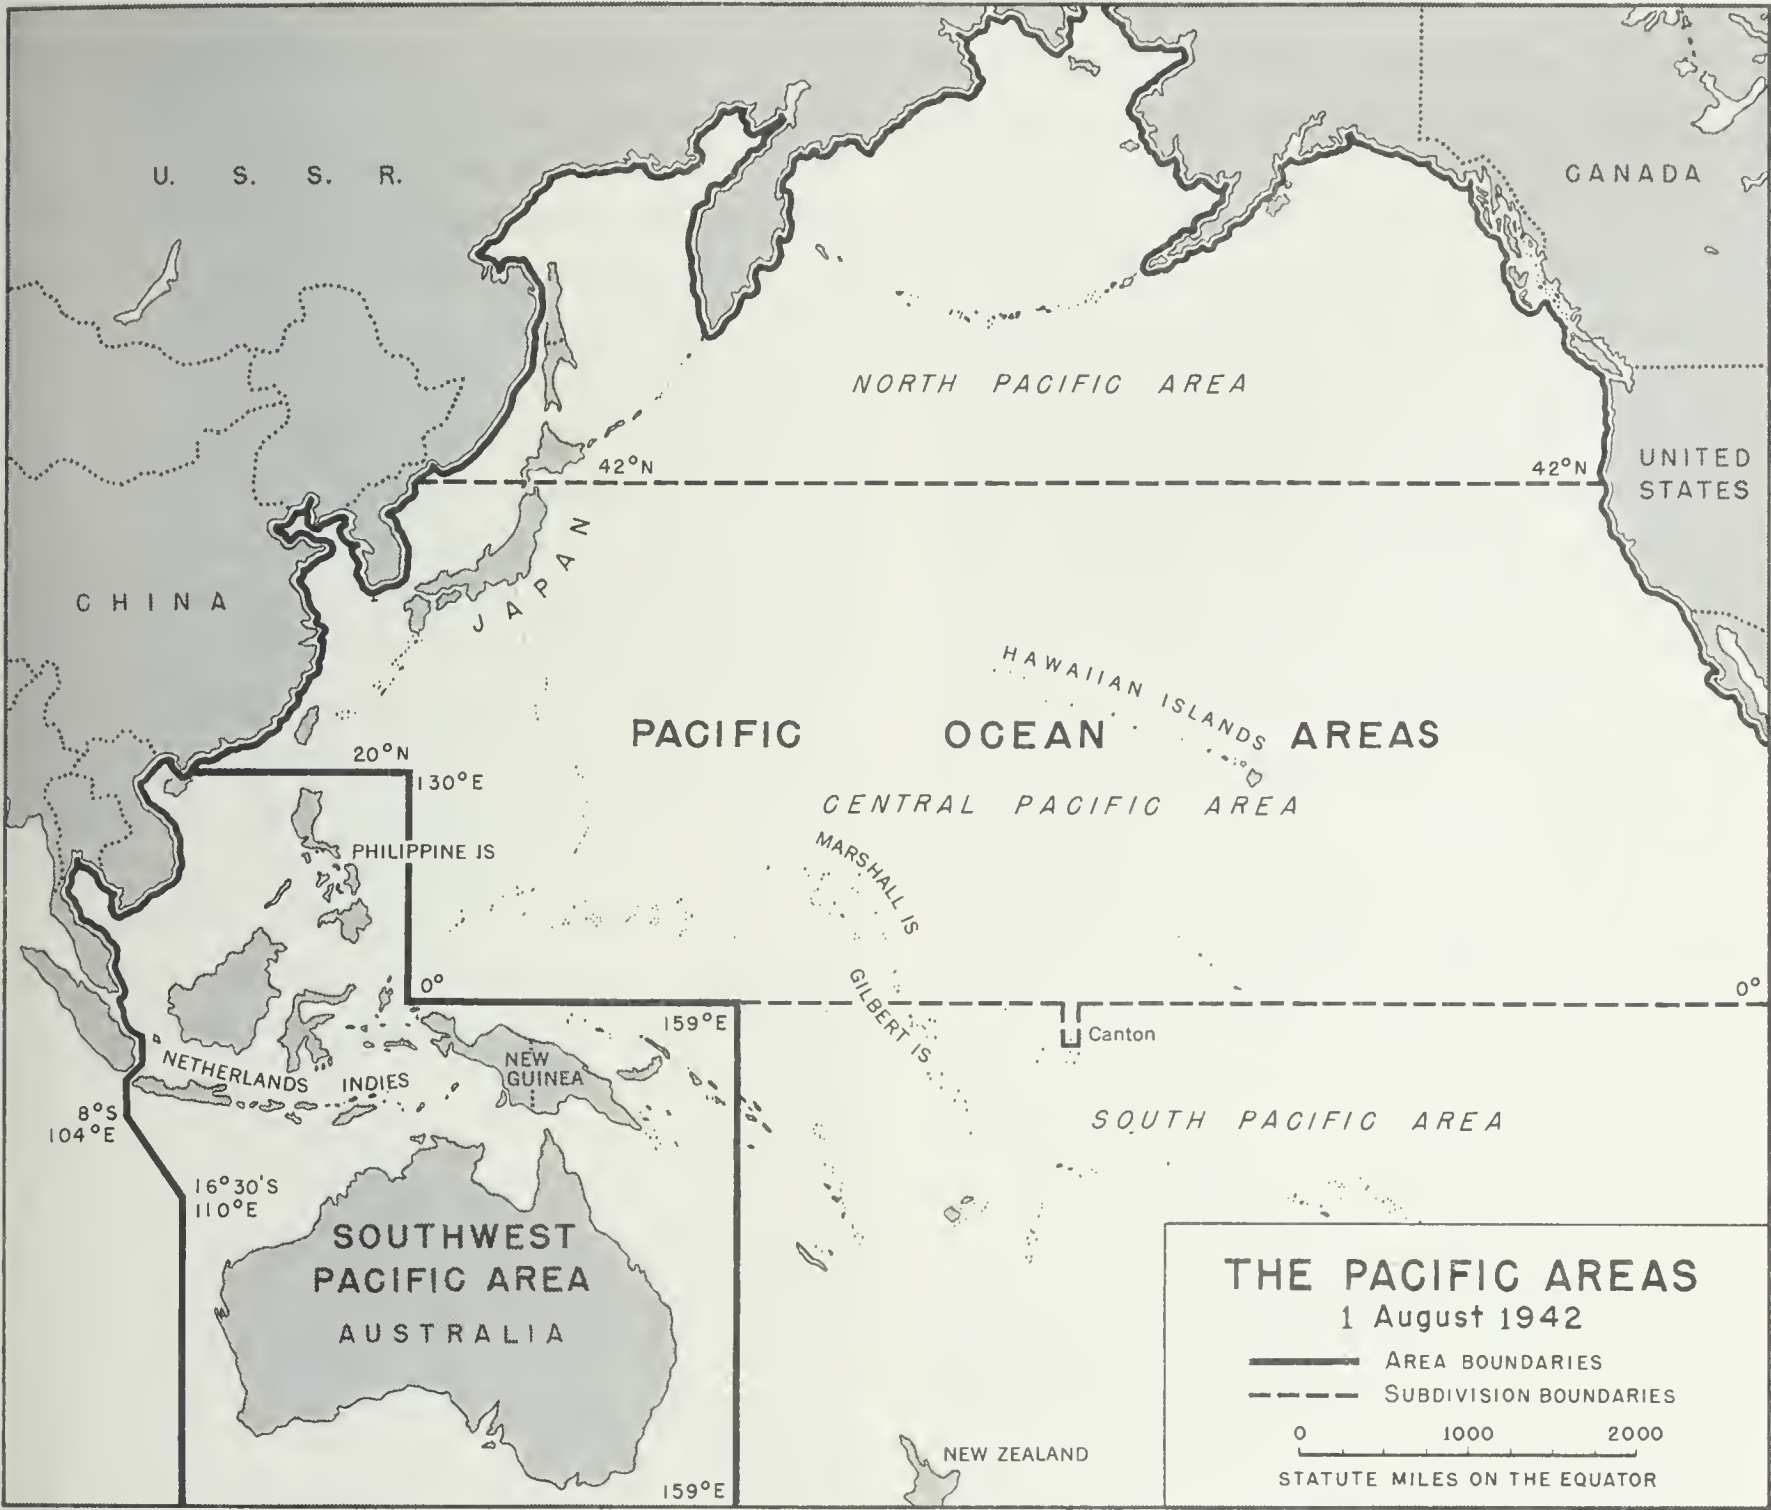 U. S. S. R.
CANADA
NORTH PACIFIC AREA
42°N
42°N
UNITED
STATES
JAPAN
CHINA
HAWAIIAN ISLANDS
PACIFIC OCEAN AREAS
20°N
130°E
CENTRAL PACIFIC AREA
PHILIPPINE IS
MARSHALL IS
0°
0°
GILBERT IS
159°E
Canton
NETHERLANDS INDIES
NEW
GUINEA
8°S
104°E
SOUTH PACIFIC AREA
16°30'S
110°E
SOUTHWEST
PACIFIC AREA
AUSTRALIA
THE PACIFIC AREAS
1 August 1942
AREA BOUNDARIES
SUBDIVISION BOUNDARIES
0 1000 2000
STATUTE MILES ON THE EQUATOR
NEW ZEALAND
159°E